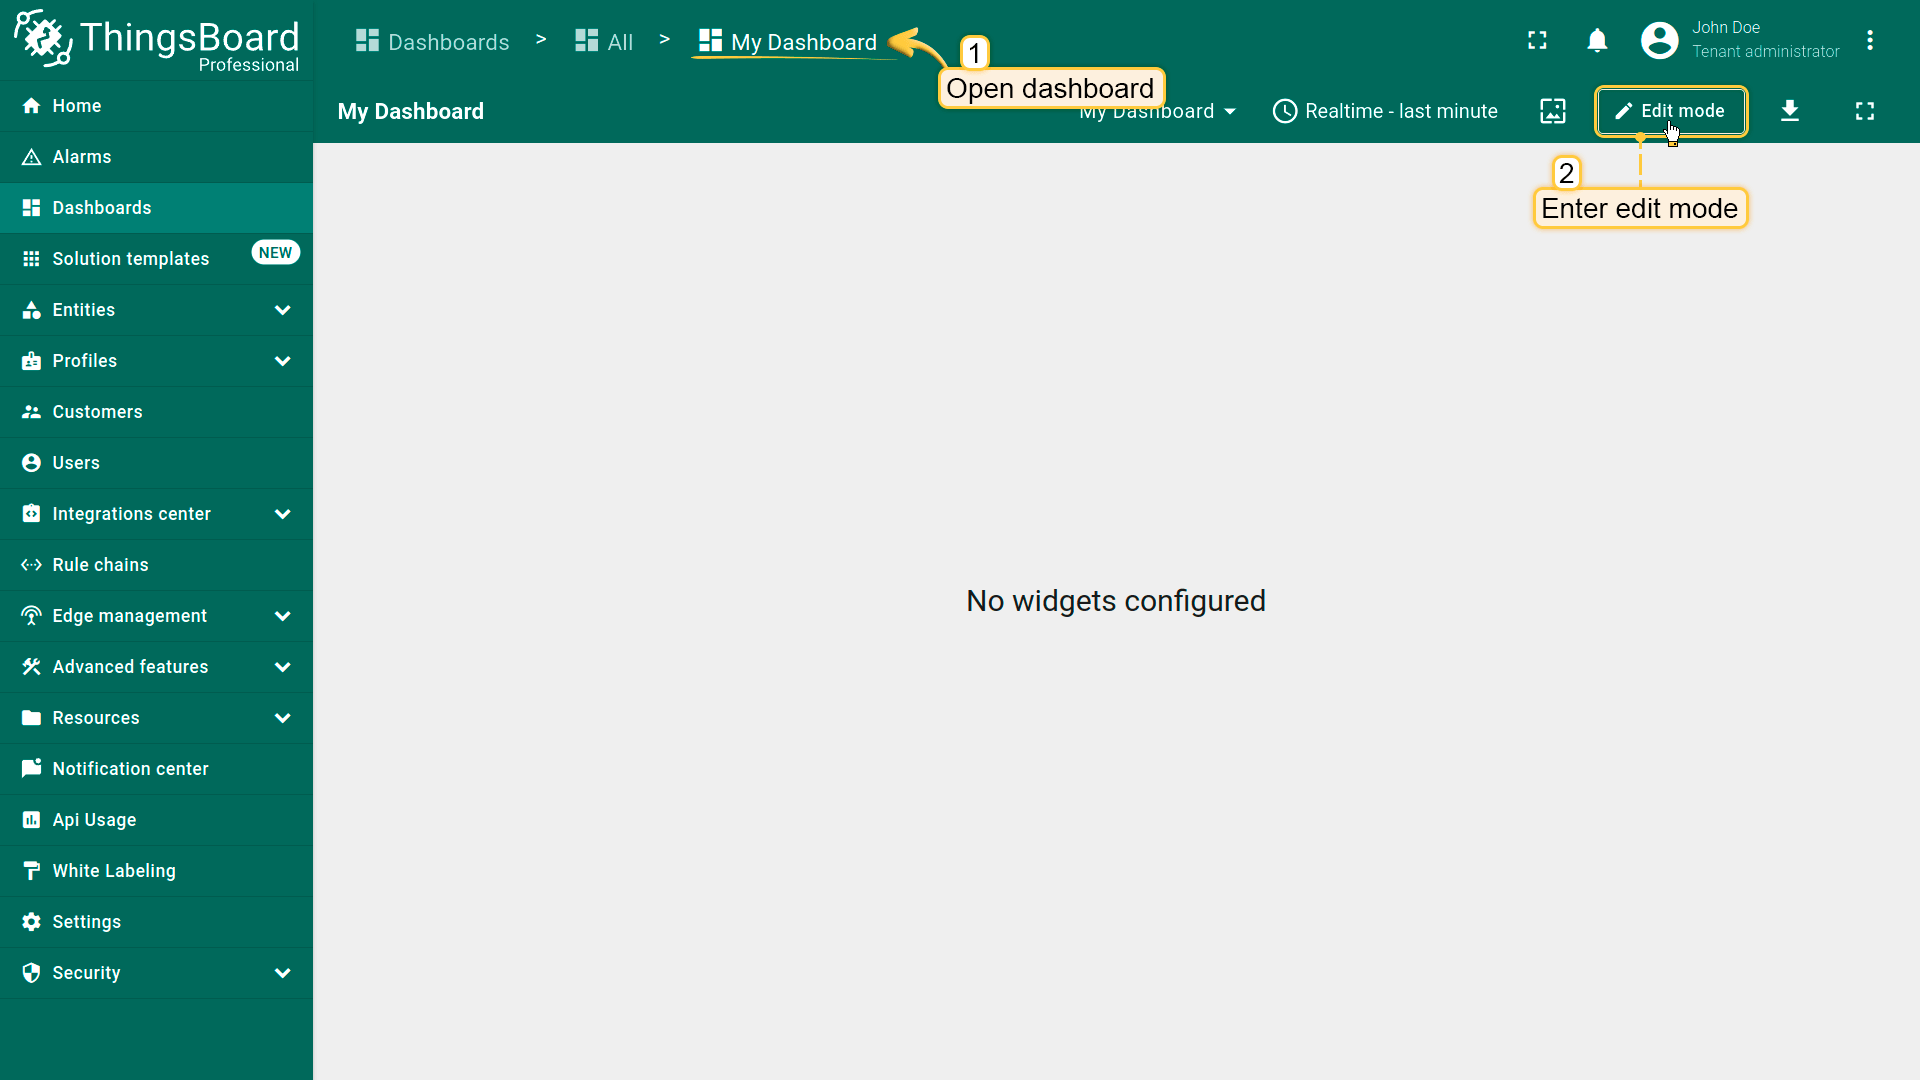 ThingsBoard
Professional
Dashboards > All > My Dashboard
1
Open dashboard
John Doe
Tenant administrator
My Dashboard
My Dashboard
Realtime - last minute
Edit mode
2
Enter edit mode
Home
Alarms
Dashboards
Solution templates NEW
Entities
Profiles
Customers
Users
Integrations center
Rule chains
Edge management
Advanced features
Resources
Notification center
Api Usage
White Labeling
Settings
Security
No widgets configured